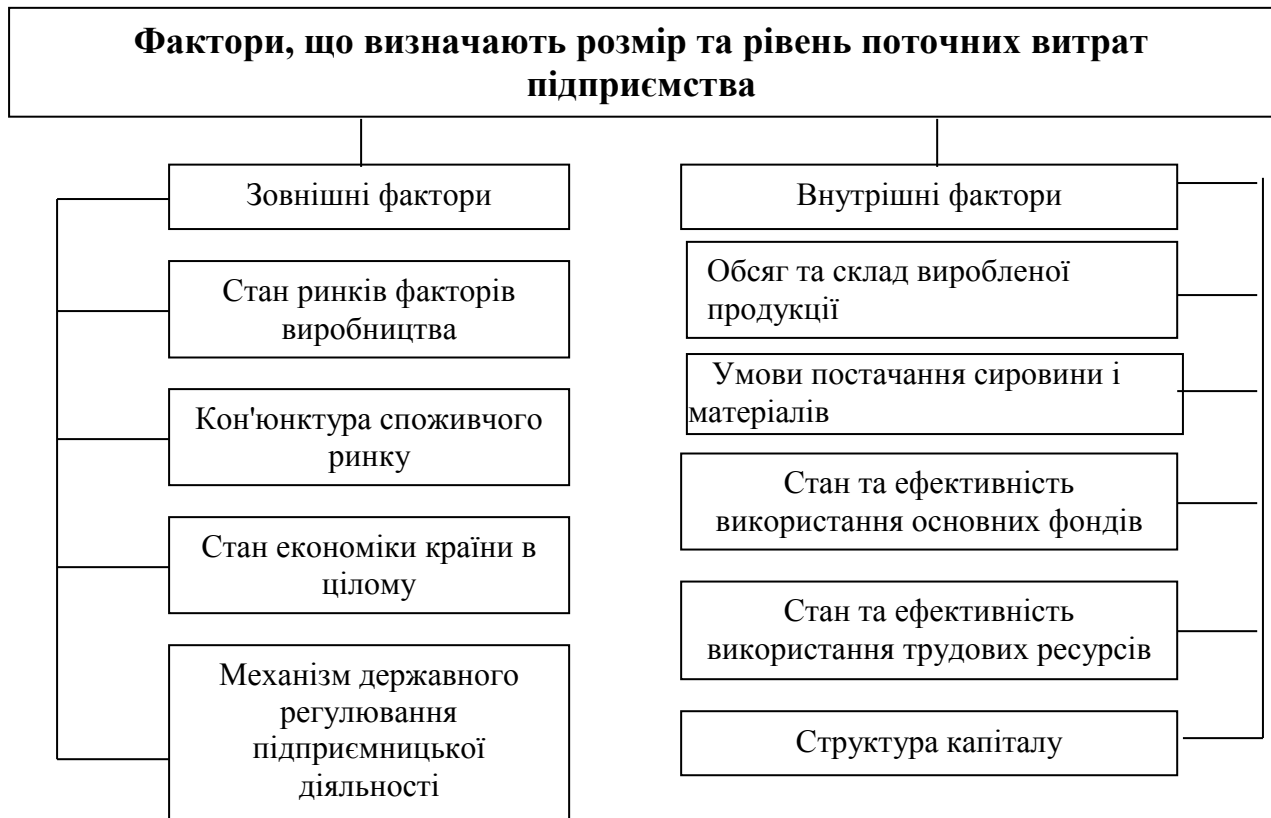 Фактори, що визначають розмір та рівень поточних витрат
підприємства
Зовнішні фактори
Стан ринків факторів
виробництва
Кон'юнктура споживчого
ринку
Стан економіки країни в
цілому
Механізм державного
регулювання
підприємницької
діяльності
Внутрішні фактори
Обсяг та склад виробленої
продукції
Умови постачання сировини і
матеріалів
Стан та ефективність
використання основних фондів
Стан та ефективність
використання трудових ресурсів
Структура капіталу